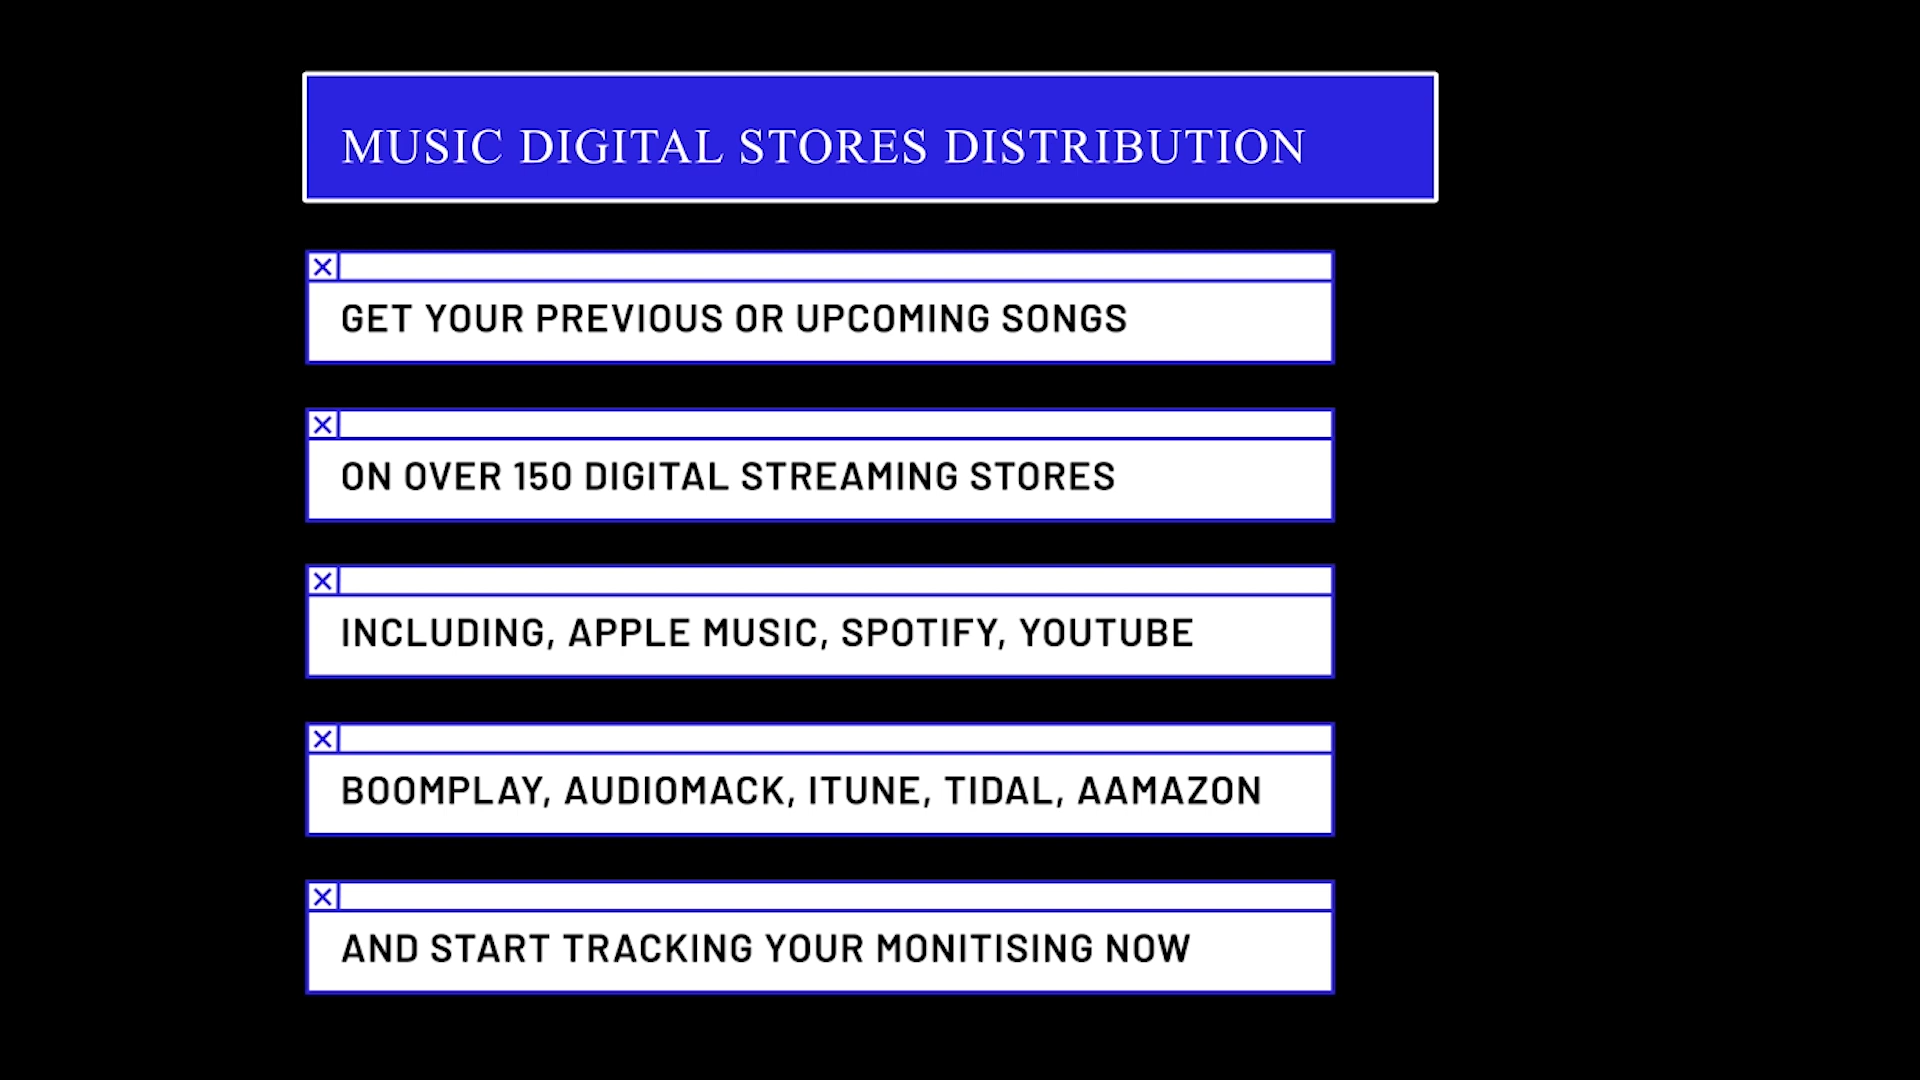 MUSIC DIGITAL STORES DISTRIBUTION
GET YOUR PREVIOUS OR UPCOMING SONGS
ON OVER 150 DIGITAL STREAMING STORES
INCLUDING, APPLE MUSIC, SPOTIFY, YOUTUBE
BOOMPLAY, AUDIOMACK, ITUNE, TIDAL, AAMAZON
AND START TRACKING YOUR MONITISING NOW